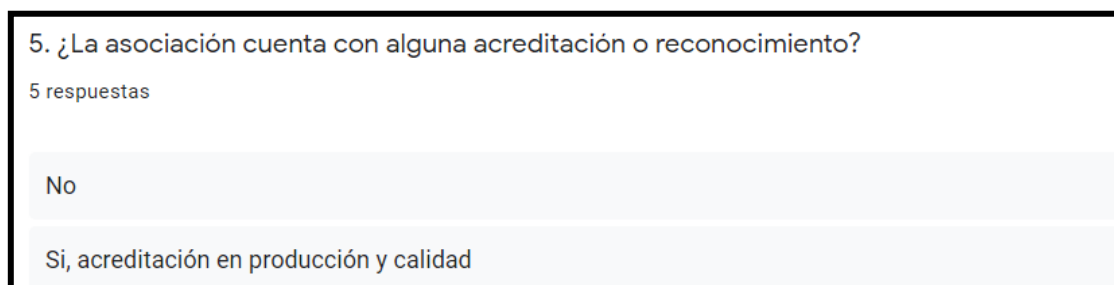 5. ¿La asociación cuenta con alguna acreditación o reconocimiento?
5 respuestas
No
Si, acreditación en producción y calidad